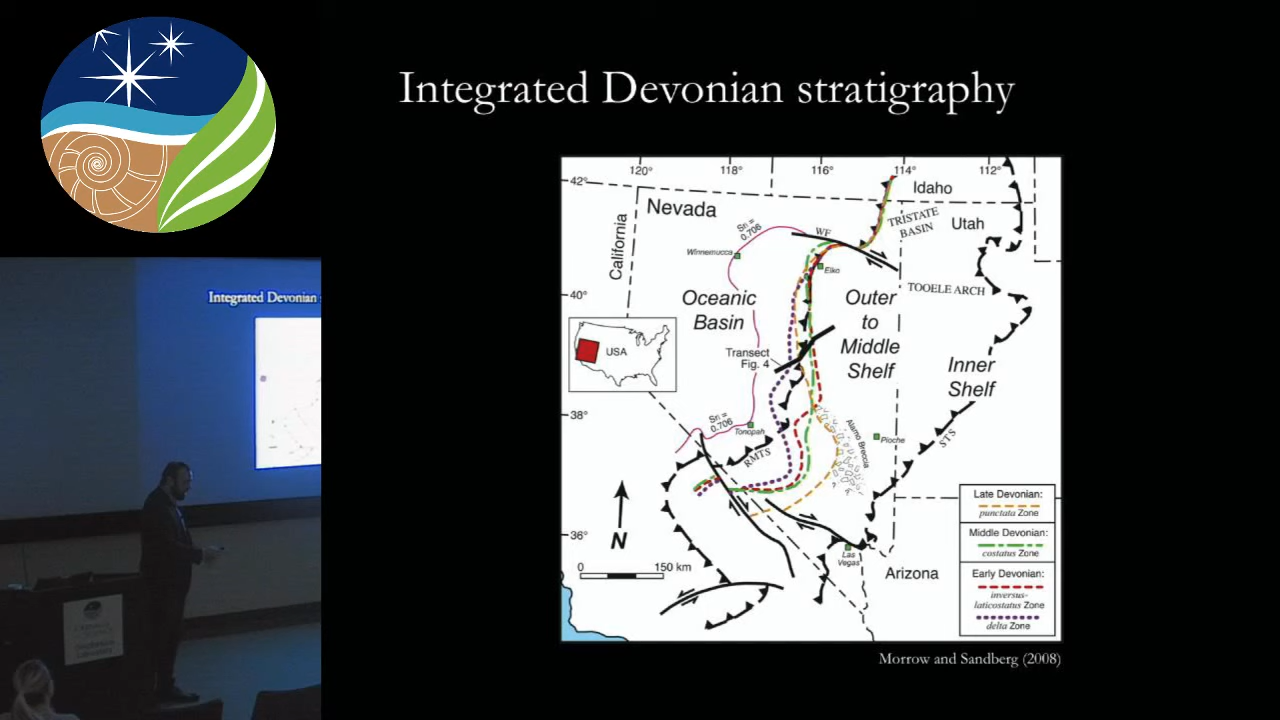 Integrated Devonian stratigraphy
120°
118°
116°
114°
112°
42°
Idaho
Nevada
California
Sri =
0.706
WF
TRISTATE
BASIN
Utah
Winnemucca
Elko
40°
Oceanic
Basin
Outer
to
Middle
Shelf
TOOELE ARCH
USA
Transect
Fig. 4
Inner
Shelf
38°
Sri =
0.706
Tonopah
RMTS
Alamo Breccia
Pioche
STS
N
36°
0
150 km
Las
Vegas
Arizona
Late Devonian:
punctata Zone
Middle Devonian:
costatus Zone
Early Devonian:
inversus-
laticostatus Zone
delta Zone
Morrow and Sandberg (2008)
Integrated Devonian